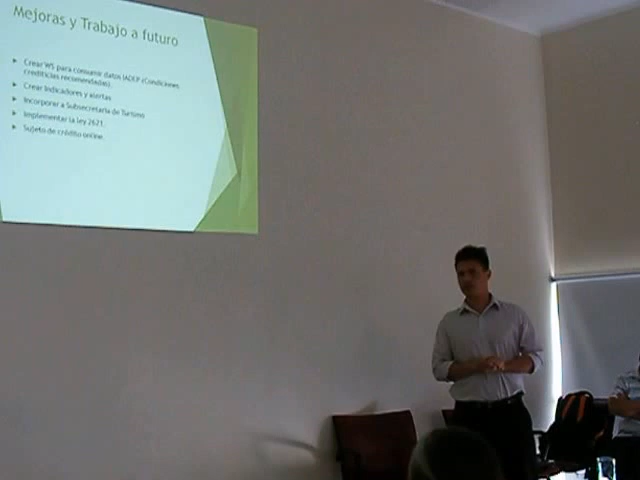 Mejoras y Trabajo a futuro
Crear WS para consumir datos IADEP (Condiciones
crediticias recomendadas).
Crear Indicadores y alertas
Incorporar a Subsecretaría de Turismo
Implementar la ley 2621.
Sujeto de crédito online